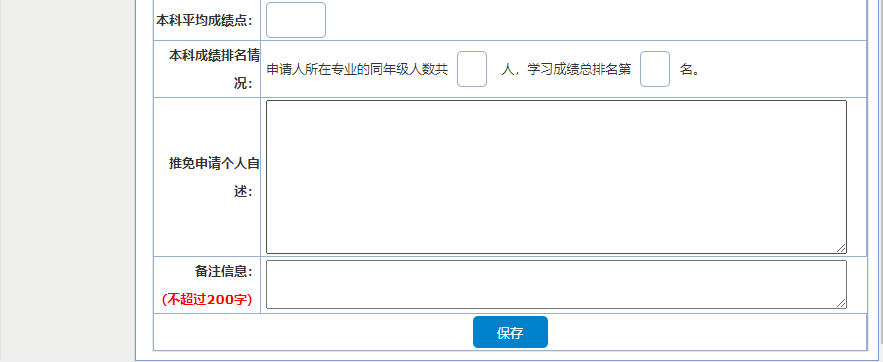 本科平均成绩点：
本科成绩排名情
况：
申请人所在专业的同年级人数共 人，学习成绩总排名第 名。
推免申请个人自
述：
备注信息：
（不超过200字）
保存